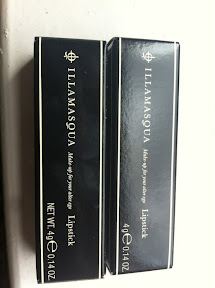 ILLAMASQUA
Make-up for your alter ego
Lipstick
NET WT. 4g e 0.14 OZ.
ILLAMASQUA
Make-up for your alter ego
Lipstick
4g e 0.14 OZ